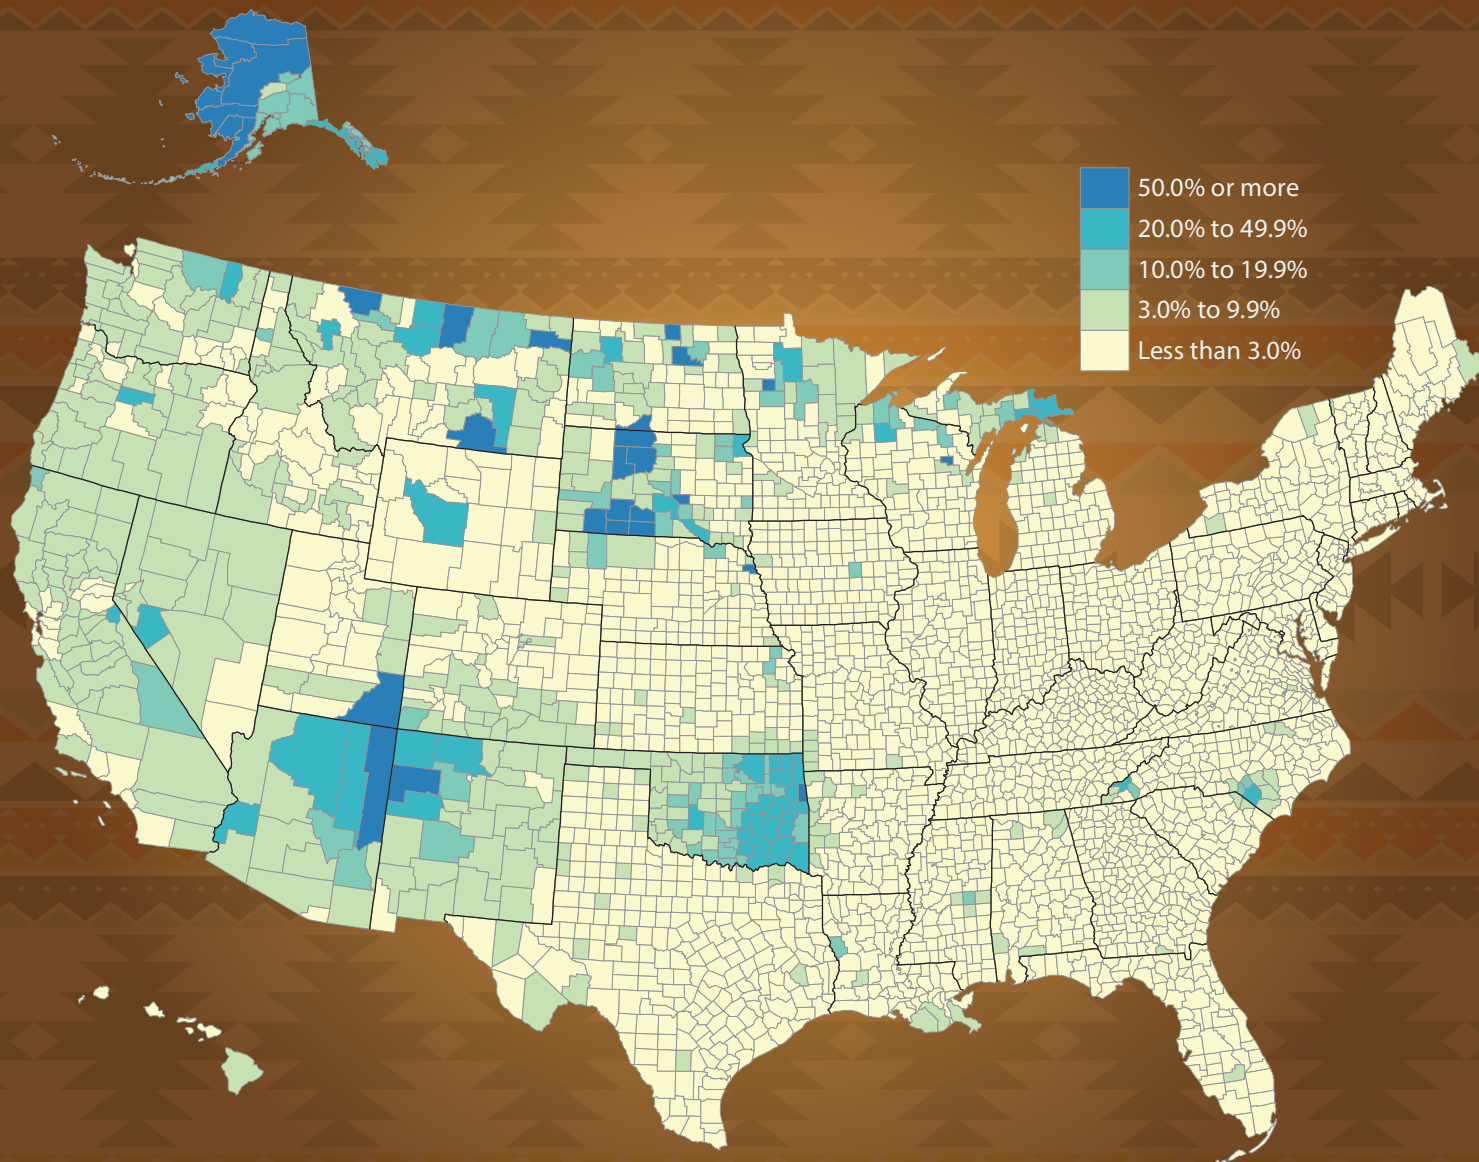 50.0% or more
20.0% to 49.9%
10.0% to 19.9%
3.0% to 9.9%
Less than 3.0%